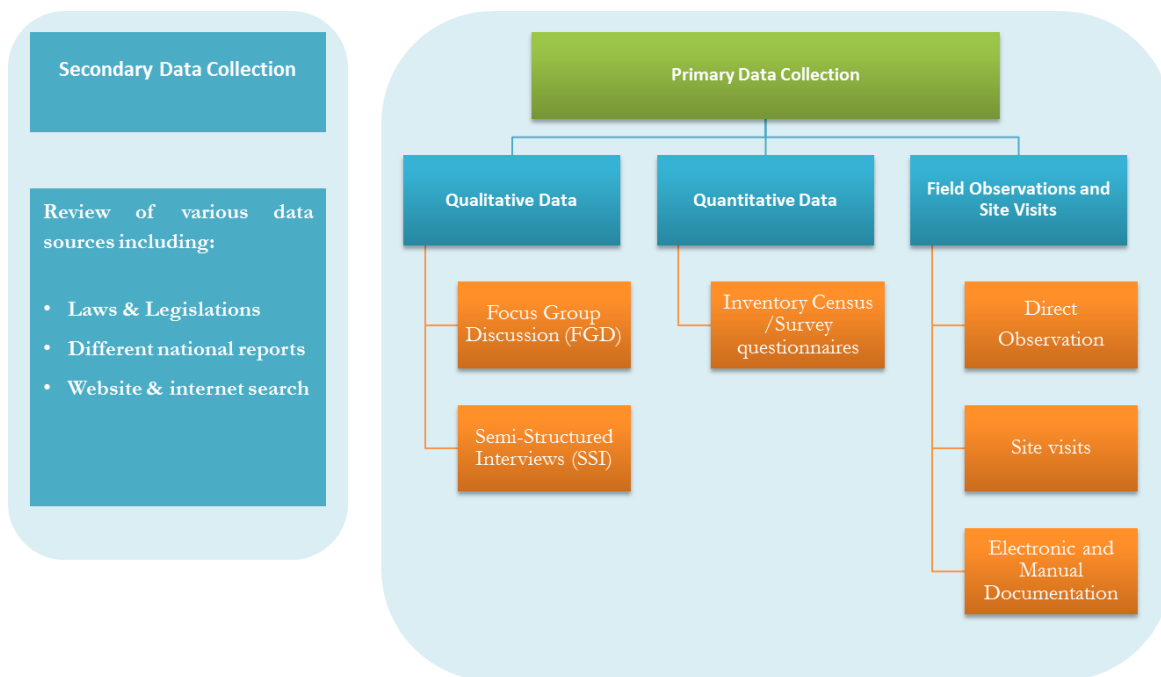 Secondary Data Collection
Review of various data
sources including:
• Laws & Legislations
• Different national reports
• Website & internet search
Primary Data Collection
Qualitative Data
Focus Group
Discussion (FGD)
Semi-Structured
Interviews (SSI)
Quantitative Data
Inventory Census
/Survey
questionnaires
Field Observations and
Site Visits
Direct
Observation
Site visits
Electronic and
Manual
Documentation